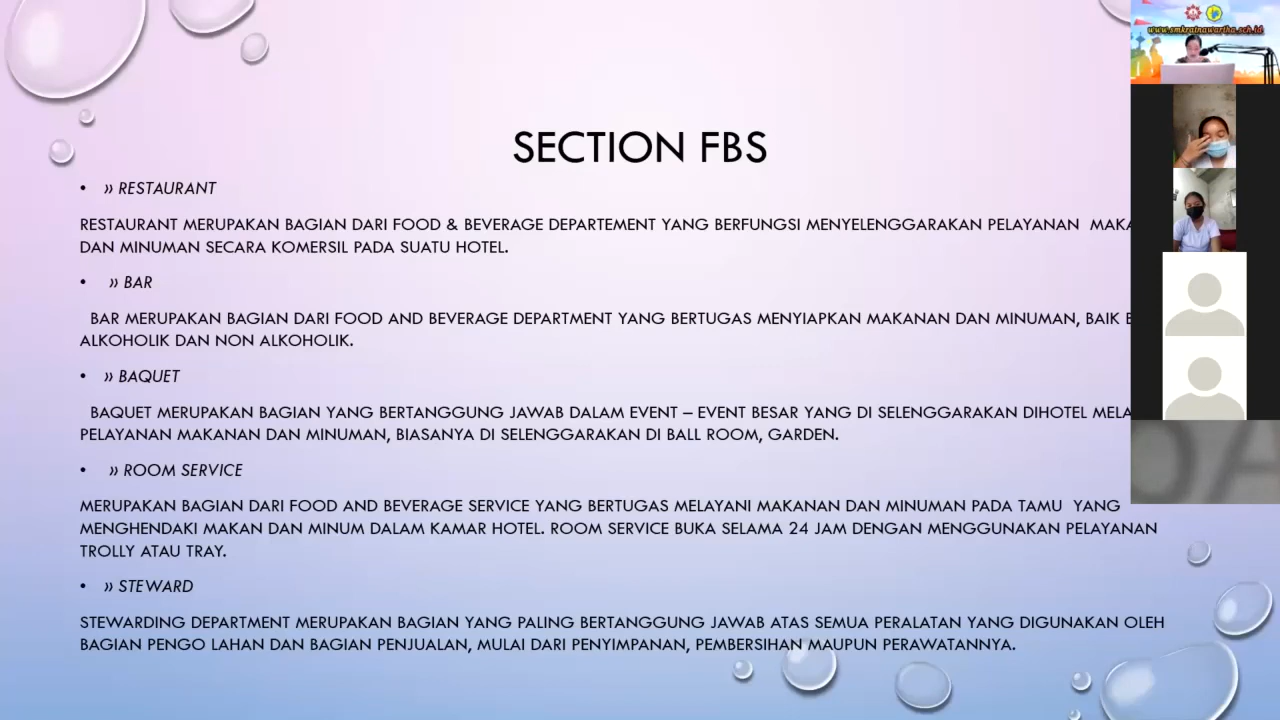 SECTION FBS
• » RESTAURANT
RESTAURANT MERUPAKAN BAGIAN DARI FOOD & BEVERAGE DEPARTEMENT YANG BERFUNGSI MENYELENGGARAKAN PELAYANAN
DAN MINUMAN SECARA KOMERSIL PADA SUATU HOTEL.
• » BAR
BAR MERUPAKAN BAGIAN DARI FOOD AND BEVERAGE DEPARTMENT YANG BERTUGAS MENYIAPKAN MAKANAN DAN MINUMAN, BAIK
ALKOHOLIK DAN NON ALKOHOLIK.
• » BAQUET
BAQUET MERUPAKAN BAGIAN YANG BERTANGGUNG JAWAB DALAM EVENT – EVENT BESAR YANG DI SELENGGARAKAN DIHOTEL
PELAYANAN MAKANAN DAN MINUMAN, BIASANYA DI SELENGGARAKAN DI BALL ROOM, GARDEN.
• » ROOM SERVICE
MERUPAKAN BAGIAN DARI FOOD AND BEVERAGE SERVICE YANG BERTUGAS MELAYANI MAKANAN DAN MINUMAN PADA TAMU YANG
MENGHENDAKI MAKAN DAN MINUM DALAM KAMAR HOTEL. ROOM SERVICE BUKA SELAMA 24 JAM DENGAN MENGGUNAKAN PELAYANAN
TROLLY ATAU TRAY.
• » STEWARD
STEWARDING DEPARTMENT MERUPAKAN BAGIAN YANG PALING BERTANGGUNG JAWAB ATAS SEMUA PERALATAN YANG DIGUNAKAN OLEH
BAGIAN PENGO LAHAN DAN BAGIAN PENJUALAN, MULAI DARI PENYIMPANAN, PEMBERSIHAN MAUPUN PERAWATANNYA.
www.smkratnawartha.sch.id